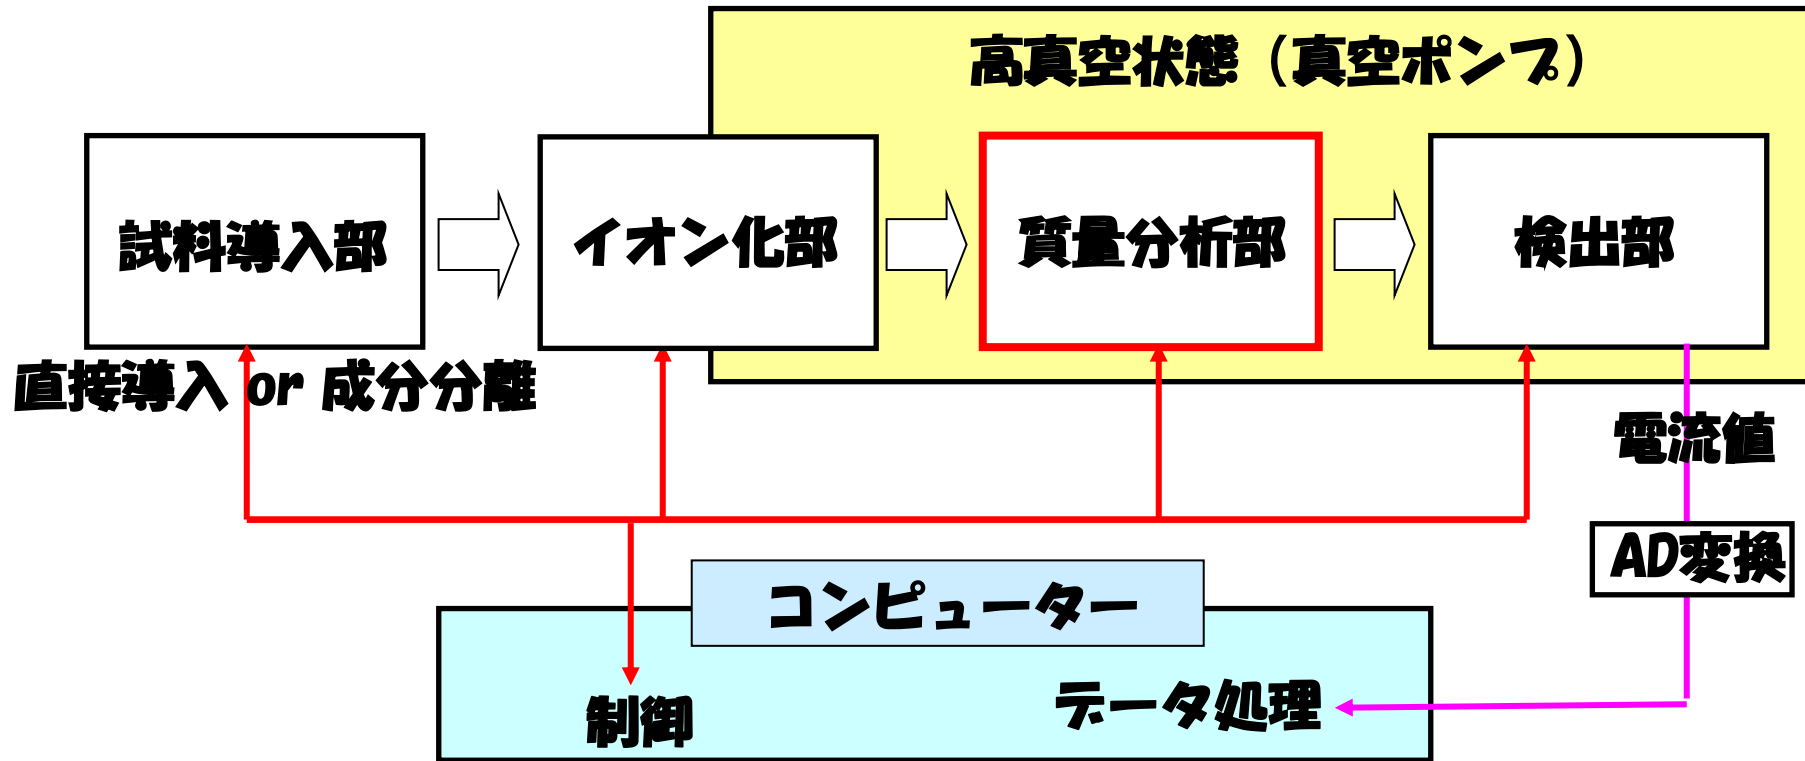 高真空状態（真空ポンプ）
試料導入部
イオン化部
質量分析部
検出部
直接導入 or 成分分離
電流値
AD変換
コンピューター
制御
データ処理